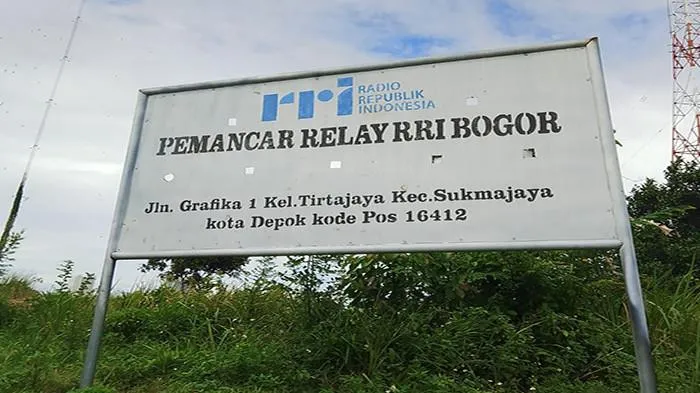 rri RADIO
REPUBLIK
INDONESIA
PEMANCAR RELAY RRI BOGOR
Jln. Grafika 1 Kel.Tirtajaya Kec.Sukmajaya
kota Depok kode Pos 16412